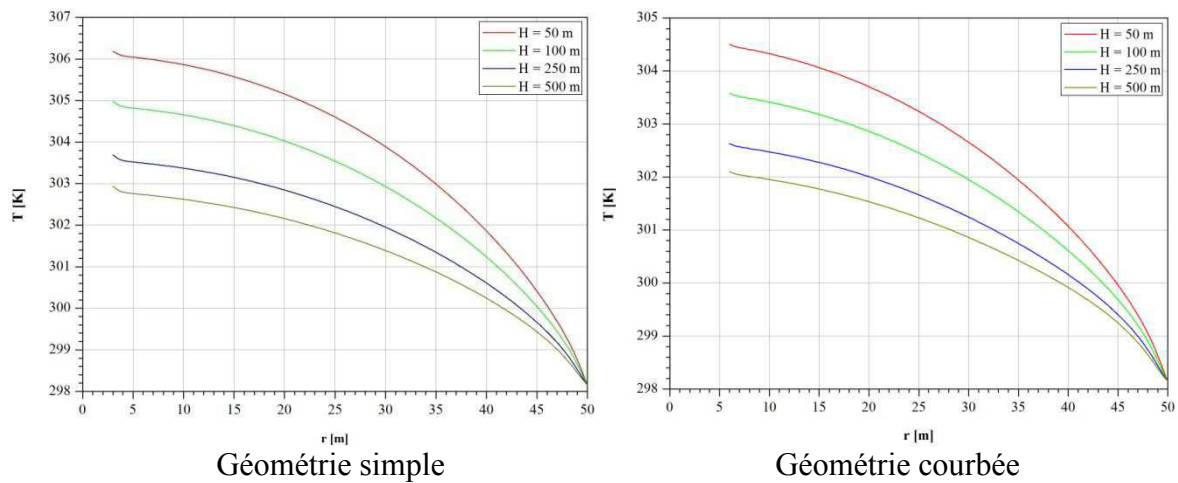 307
306
305
304
303
302
301
300
299
298
T [K]
0 5 10 15 20 25 30 35 40 45 50
r [m]
H = 50 m
H = 100 m
H = 250 m
H = 500 m
Géométrie simple
305
304
303
302
301
300
299
298
T [K]
0 5 10 15 20 25 30 35 40 45 50
r [m]
H = 50 m
H = 100 m
H = 250 m
H = 500 m
Géométrie courbée